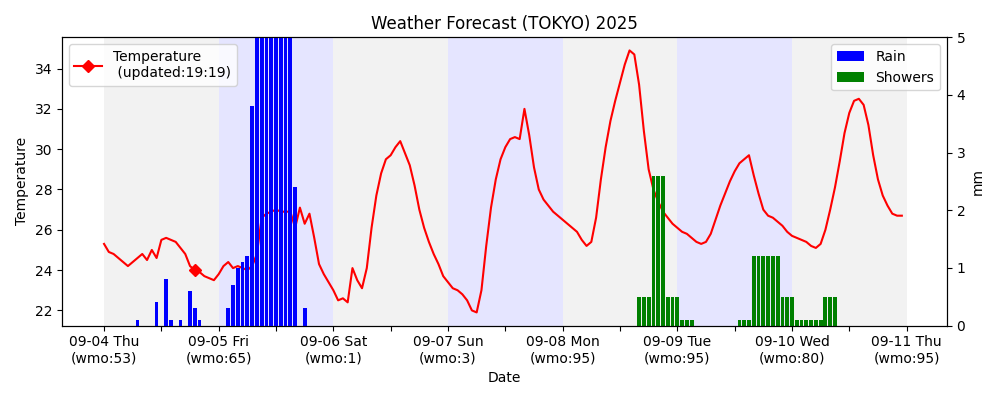 Weather Forecast (TOKYO) 2025
Temperature
(updated:19:19)
Rain
Showers
Temperature
34
32
30
28
26
24
22
5
4
3
2
1
0
mm
09-04 Thu
(wmo:53)
09-05 Fri
(wmo:65)
09-06 Sat
(wmo:1)
09-07 Sun
(wmo:3)
09-08 Mon
(wmo:95)
09-09 Tue
(wmo:95)
09-10 Wed
(wmo:80)
09-11 Thu
(wmo:95)
Date